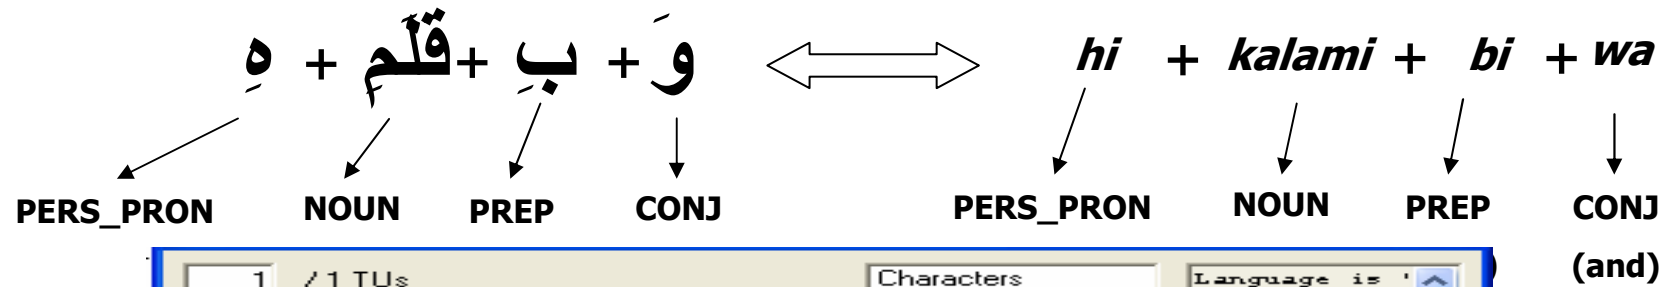 وَ + بِ + قَلَمِ + هِ hi + kalami + bi + wa
PERS_PRON NOUN PREP CONJ PERS_PRON NOUN PREP CONJ
1 / 1 TUs Characters Language is ' ) (and)